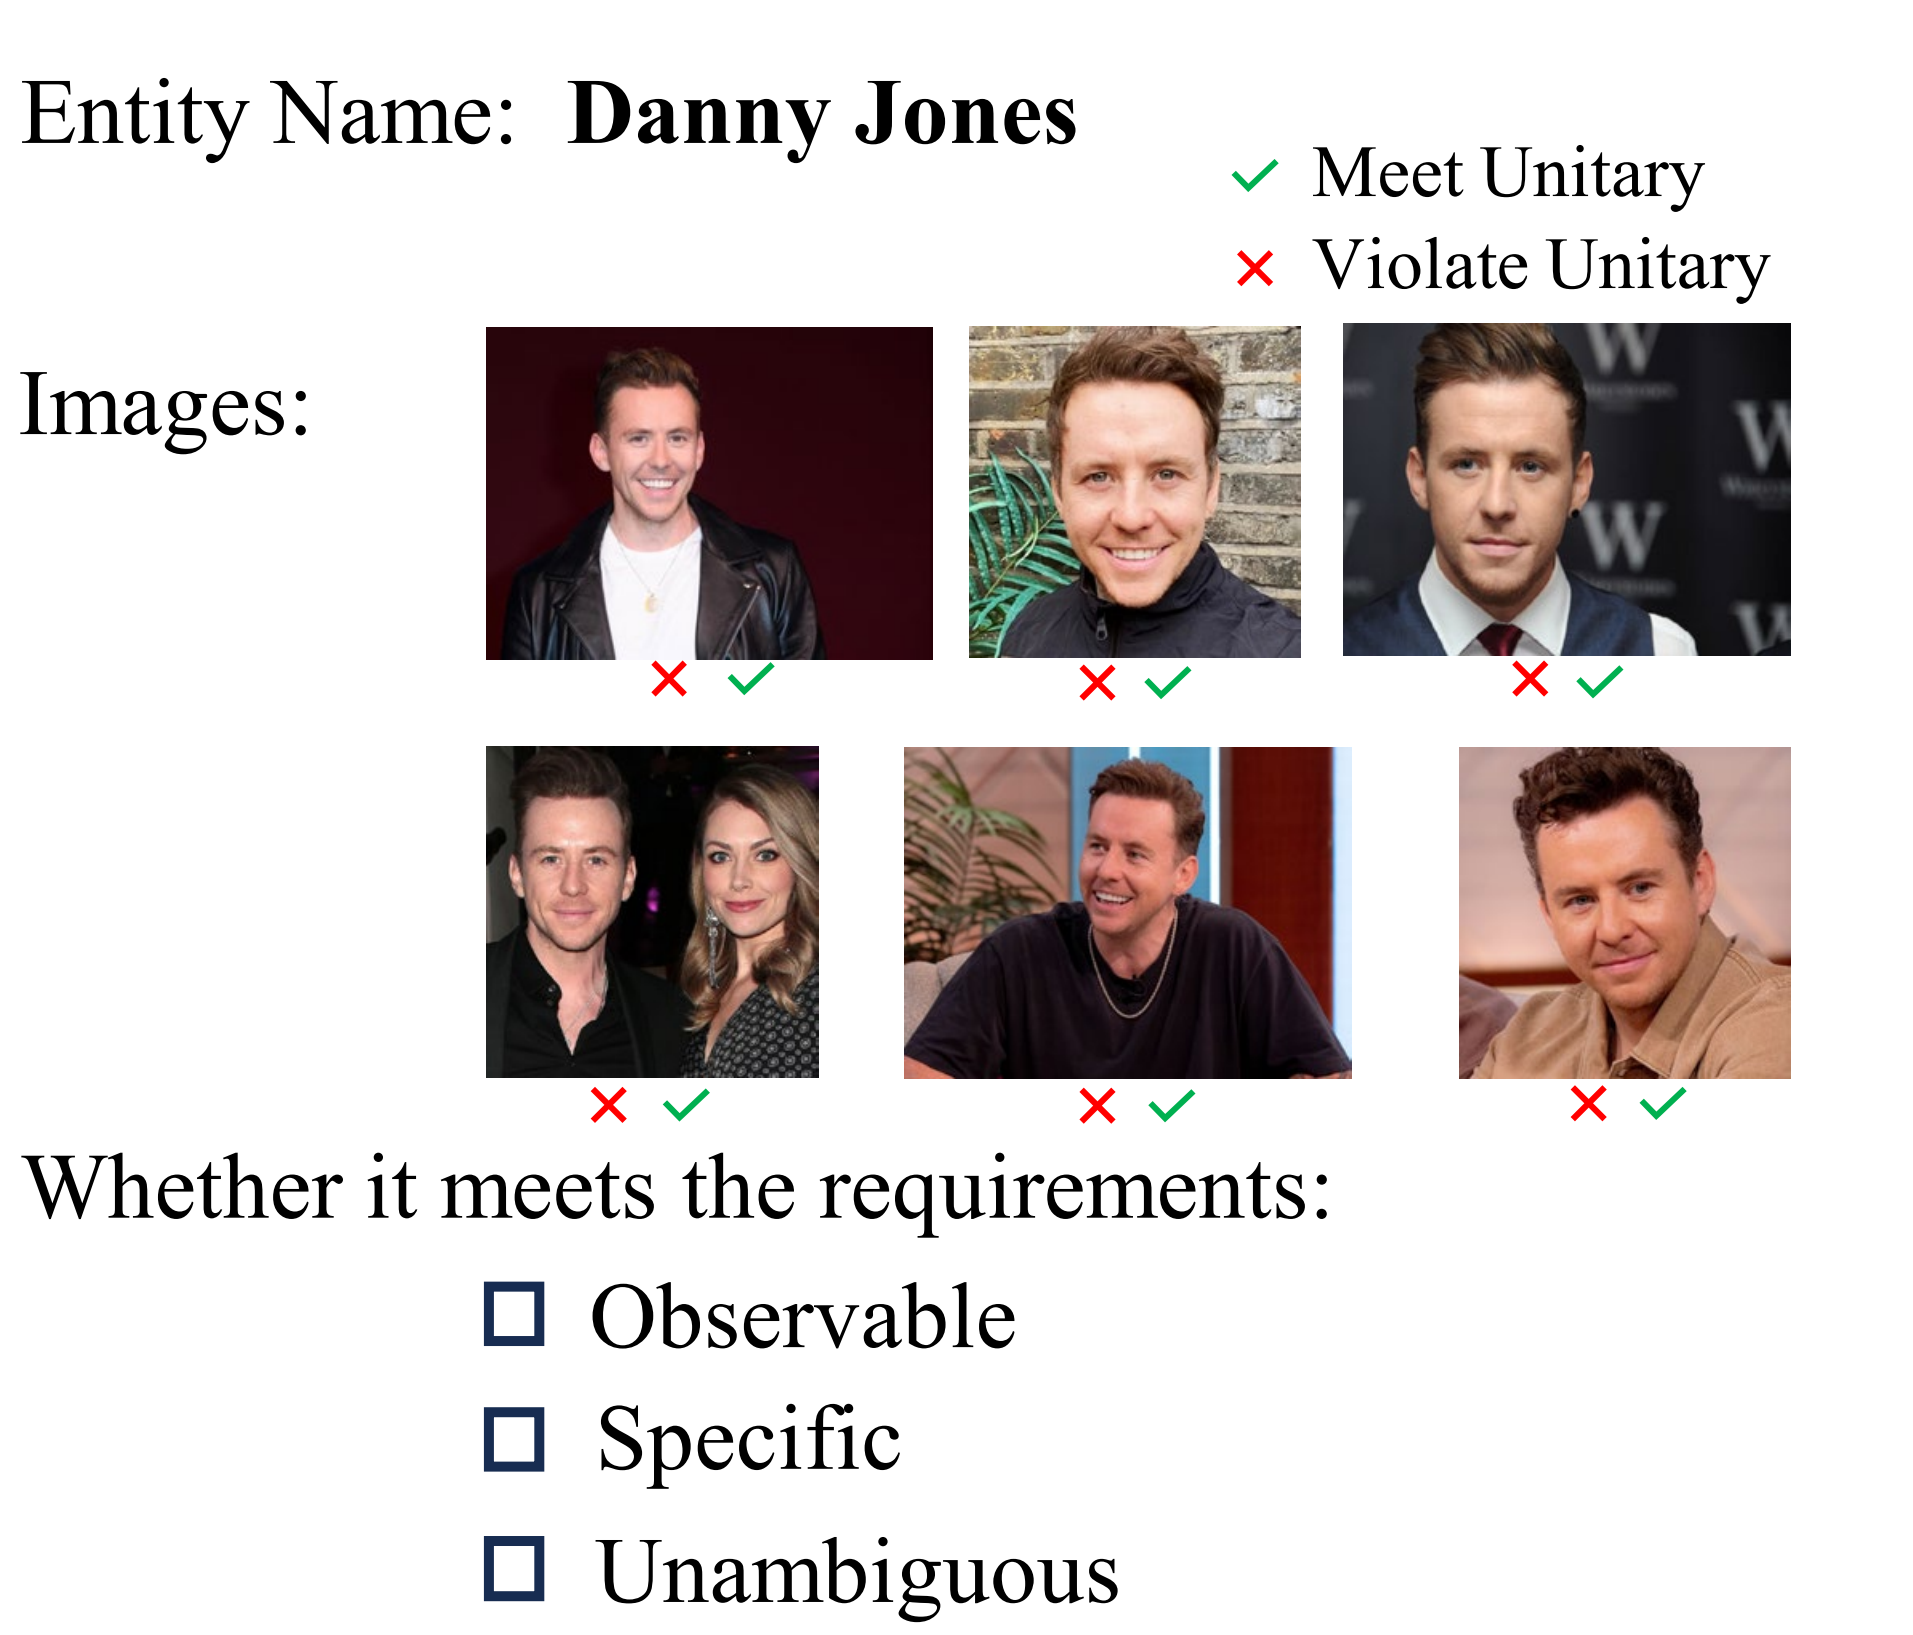 Entity Name: Danny Jones
Meet Unitary
Violate Unitary
Images:
W
W
W
W
Whether it meets the requirements:
Observable
Specific
Unambiguous